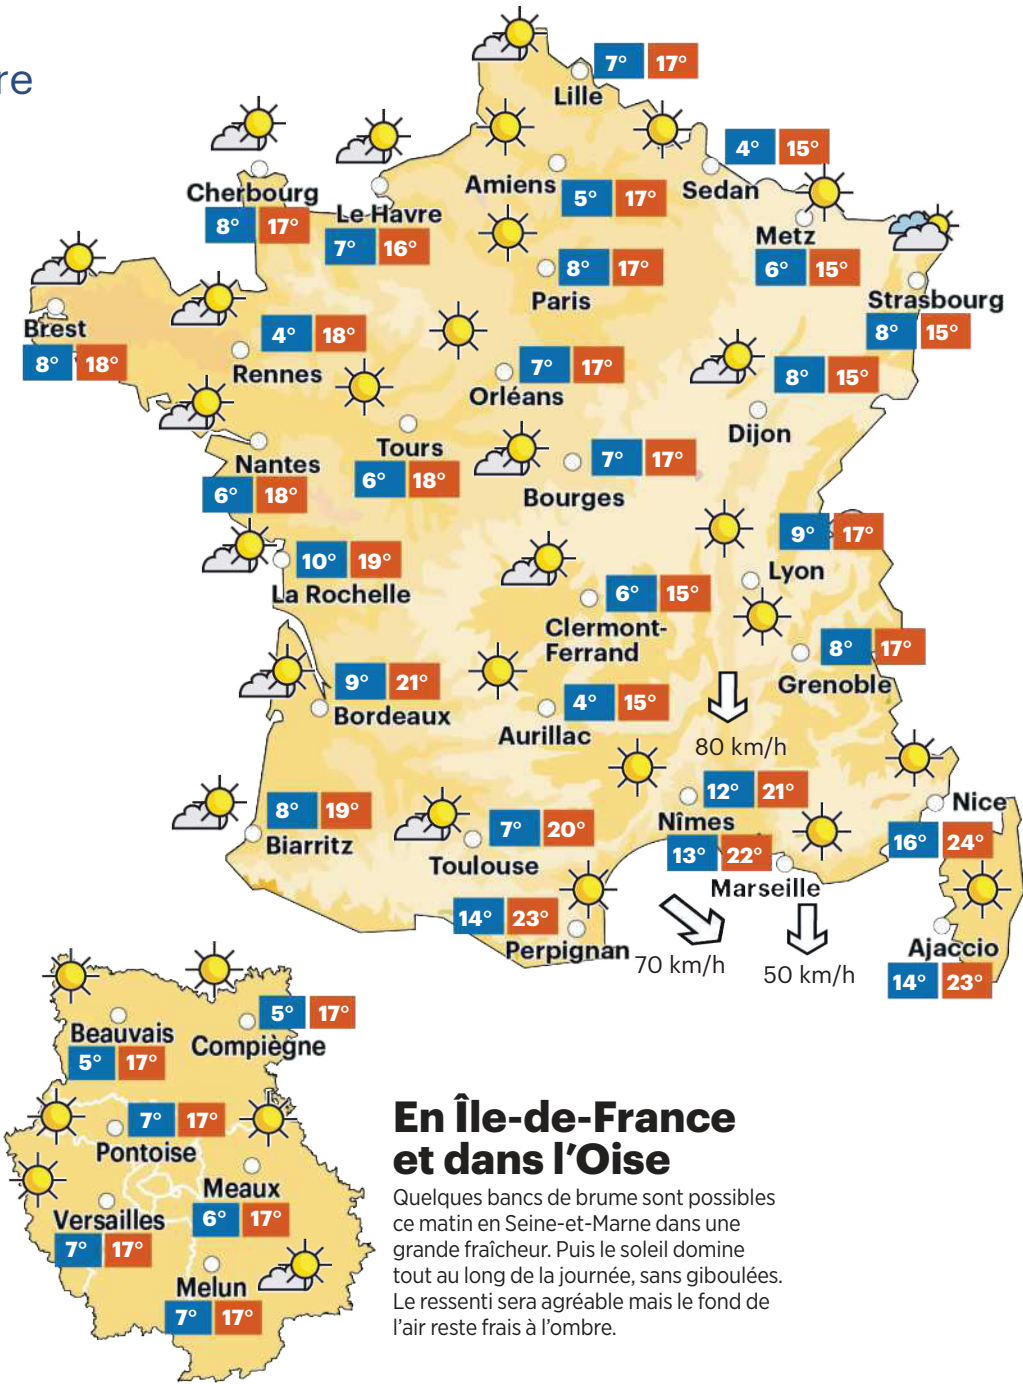 re
7° 17°
Lille
4° 15°
Sedan
Amiens
5° 17°
Cherbourg
8° 17°
Le Havre
7° 16°
Metz
6° 15°
8° 17°
Paris
Strasbourg
8° 15°
Brest
8° 18°
4° 18°
Rennes
7° 17°
Orléans
8° 15°
Dijon
Tours
6° 18°
Nantes
6° 18°
7° 17°
Bourges
9° 17°
Lyon
10° 19°
La Rochelle
6° 15°
Clermont-
Ferrand
8° 17°
Grenoble
9° 21°
Bordeaux
4° 15°
Aurillac
80 km/h
12° 21°
Nîmes
Nice
16° 24°
8° 19°
Biarritz
7° 20°
Toulouse
13° 22°
Marseille
14° 23°
Perpignan
70 km/h
50 km/h
Ajaccio
14° 23°
Beauvais
5° 17°
5° 17°
Compiègne
7° 17°
Pontoise
Meaux
6° 17°
Versailles
7° 17°
Melun
7° 17°
En Île-de-France
et dans l'Oise
Quelques bancs de brume sont possibles
ce matin en Seine-et-Marne dans une
grande fraîcheur. Puis le soleil domine
tout au long de la journée, sans giboulées.
Le ressenti sera agréable mais le fond de
l'air reste frais à l'ombre.